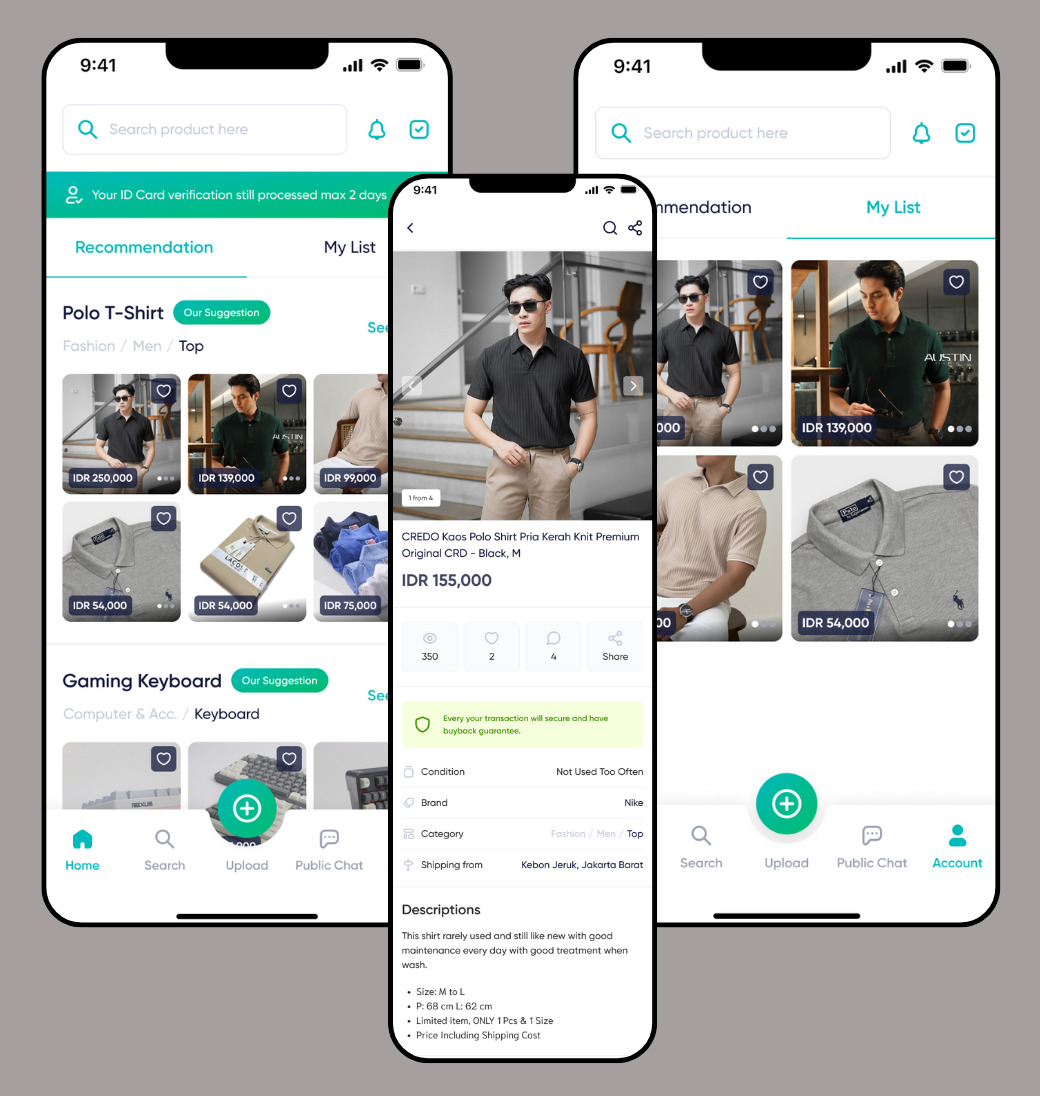 9:41
Search product here
Your ID Card verification still processed max 2 days
Recommendation
My List
Polo T-Shirt
Our Suggestion
See
Fashion / Men / Top
IDR 250,000
AUSTIN
IDR 139,000
IDR 99,000
IDR 54,000
LACOSTE
IDR 54,000
IDR 75,000
Gaming Keyboard
Our Suggestion
See
Computer & Acc. / Keyboard
Home
Search
Upload
Public Chat
9:41
1 from 4
CREDO Kaos Polo Shirt Pria Kerah Knit Premium
Original CRD - Black, M
IDR 155,000
350
2
4
Share
Every your transaction will secure and have
buyback guarantee.
Condition
Not Used Too Often
Brand
Nike
Category
Fashion / Men / Top
Shipping from
Kebon Jeruk, Jakarta Barat
Descriptions
This shirt rarely used and still like new with good
maintenance every day with good treatment when
wash.
• Size: M to L
• P: 68 cm L: 62 cm
• Limited item, ONLY 1 Pcs & 1 Size
• Price Including Shipping Cost
9:41
Search product here
mmendation
My List
000
AUSTIN
IDR 139,000
00
Polo
IDR 54,000
Search
Upload
Public Chat
Account